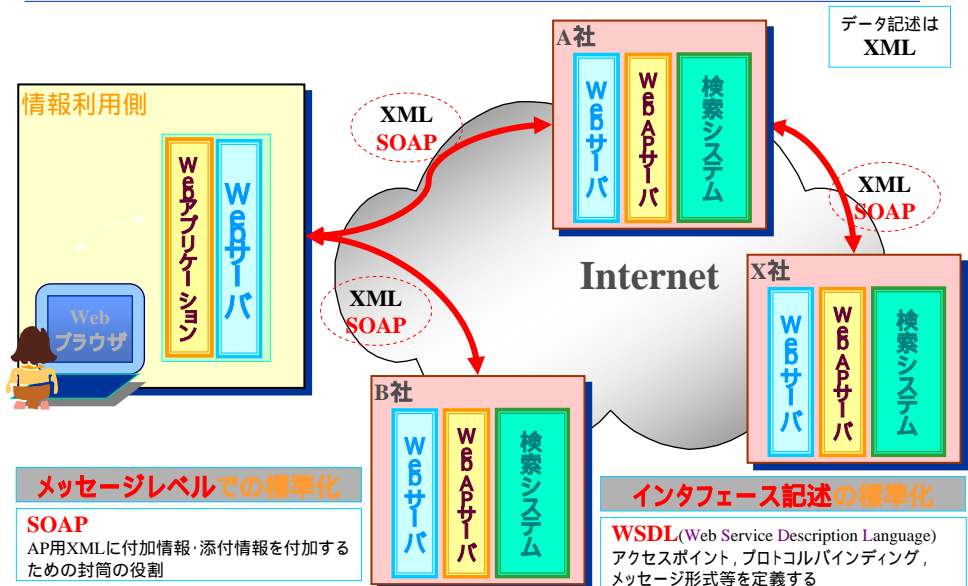 データ記述は
XML
A社
Webサーバ
Web APサーバ
検索システム
情報利用側
Webアプリケーション
Webサーバ
Web
ブラウザ
XML
SOAP
XML
SOAP
XML
SOAP
Internet
X社
Webサーバ
Web APサーバ
検索システム
B社
Webサーバ
Web APサーバ
検索システム
メッセージレベルでの標準化
SOAP
AP用XMLに付加情報・添付情報を付加する
ための封筒の役割
インタフェース記述の標準化
WSDL(Web Service Description Language)
アクセスポイント,プロトコルバインディング,
メッセージ形式等を定義する